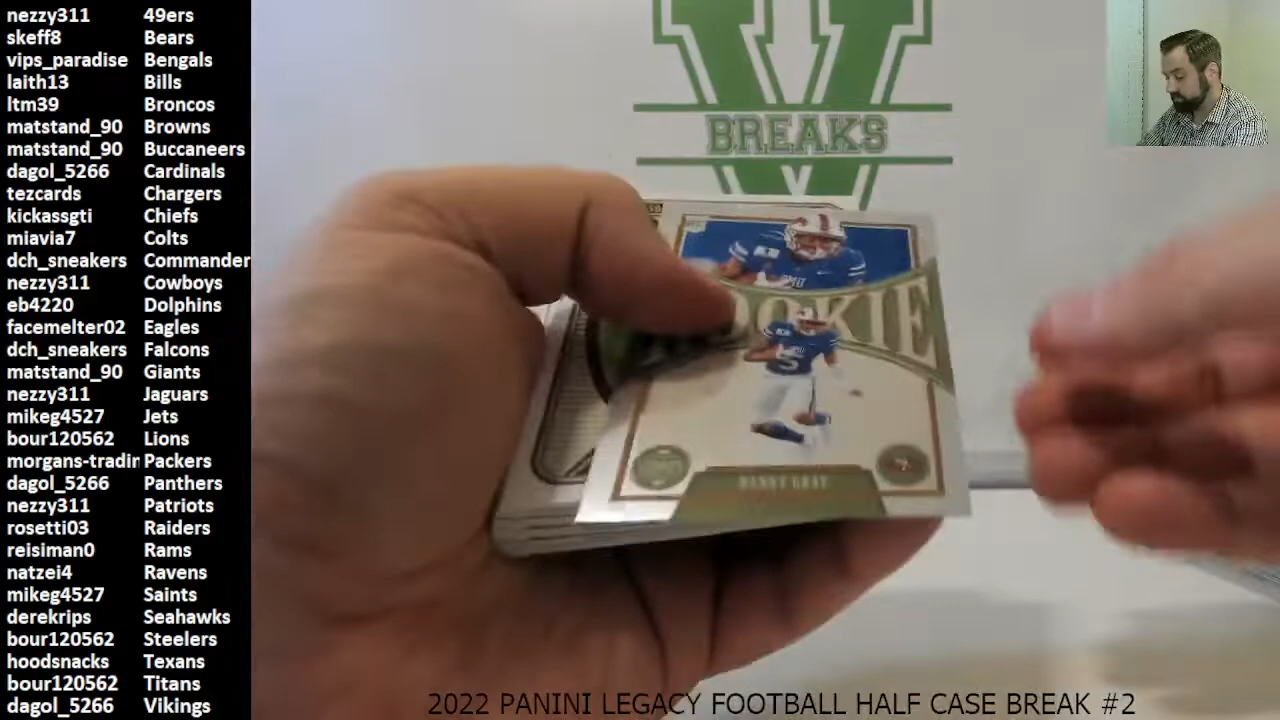 nezzy311 49ers
skeff8 Bears
vips_paradise Bengals
laith13 Bills
ltm39 Broncos
matstand_90 Browns
matstand_90 Buccaneers
dagol_5266 Cardinals
tezcards Chargers
kickassgti Chiefs
miavia7 Colts
dch_sneakers Commander
nezzy311 Cowboys
eb4220 Dolphins
facemelter02 Eagles
dch_sneakers Falcons
matstand_90 Giants
nezzy311 Jaguars
mikeg4527 Jets
bour120562 Lions
morgans-tradin Packers
dagol_5266 Panthers
nezzy311 Patriots
rosetti03 Raiders
reisiman0 Rams
natzei4 Ravens
mikeg4527 Saints
derekrips Seahawks
bour120562 Steelers
hoodsnacks Texans
bour120562 Titans
dagol_5266 Vikings
V
BREAKS
OOKIE
5
DANNY GRAY
2022 PANINI LEGACY FOOTBALL HALF CASE BREAK #2